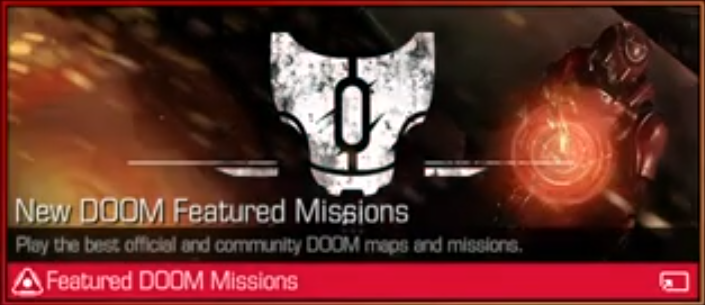 New DOOM Featured Missions
Play the best official and community DOOM maps and missions.
Featured DOOM Missions